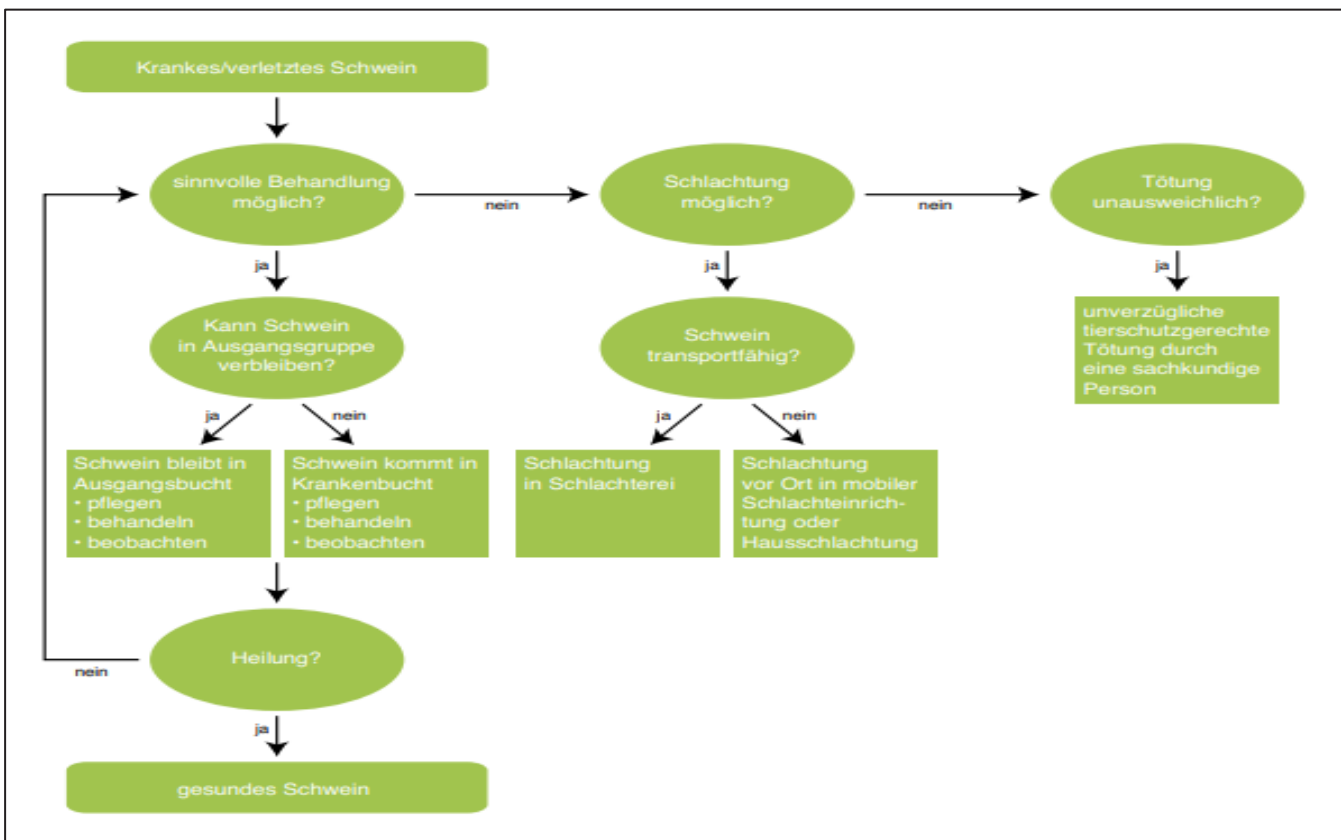 Krankes/verletztes Schwein
sinnvolle Behandlung
möglich?
nein
Schlachtung
möglich?
nein
Tötung
unausweichlich?
ja
ja
ja
Kann Schwein
in Ausgangsgruppe
verbleiben?
Schwein
transportfähig?
unverzügliche
tierschutzgerechte
Tötung durch
eine sachkundige
Person
ja
nein
ja
nein
Schwein bleibt in
Ausgangsbucht
• pflegen
• behandeln
• beobachten
Schwein kommt in
Krankenbucht
• pflegen
• behandeln
• beobachten
Schlachtung
in Schlachterei
Schlachtung
vor Ort in mobiler
Schlachteinrich-
tung oder
Hausschlachtung
Heilung?
nein
ja
gesundes Schwein